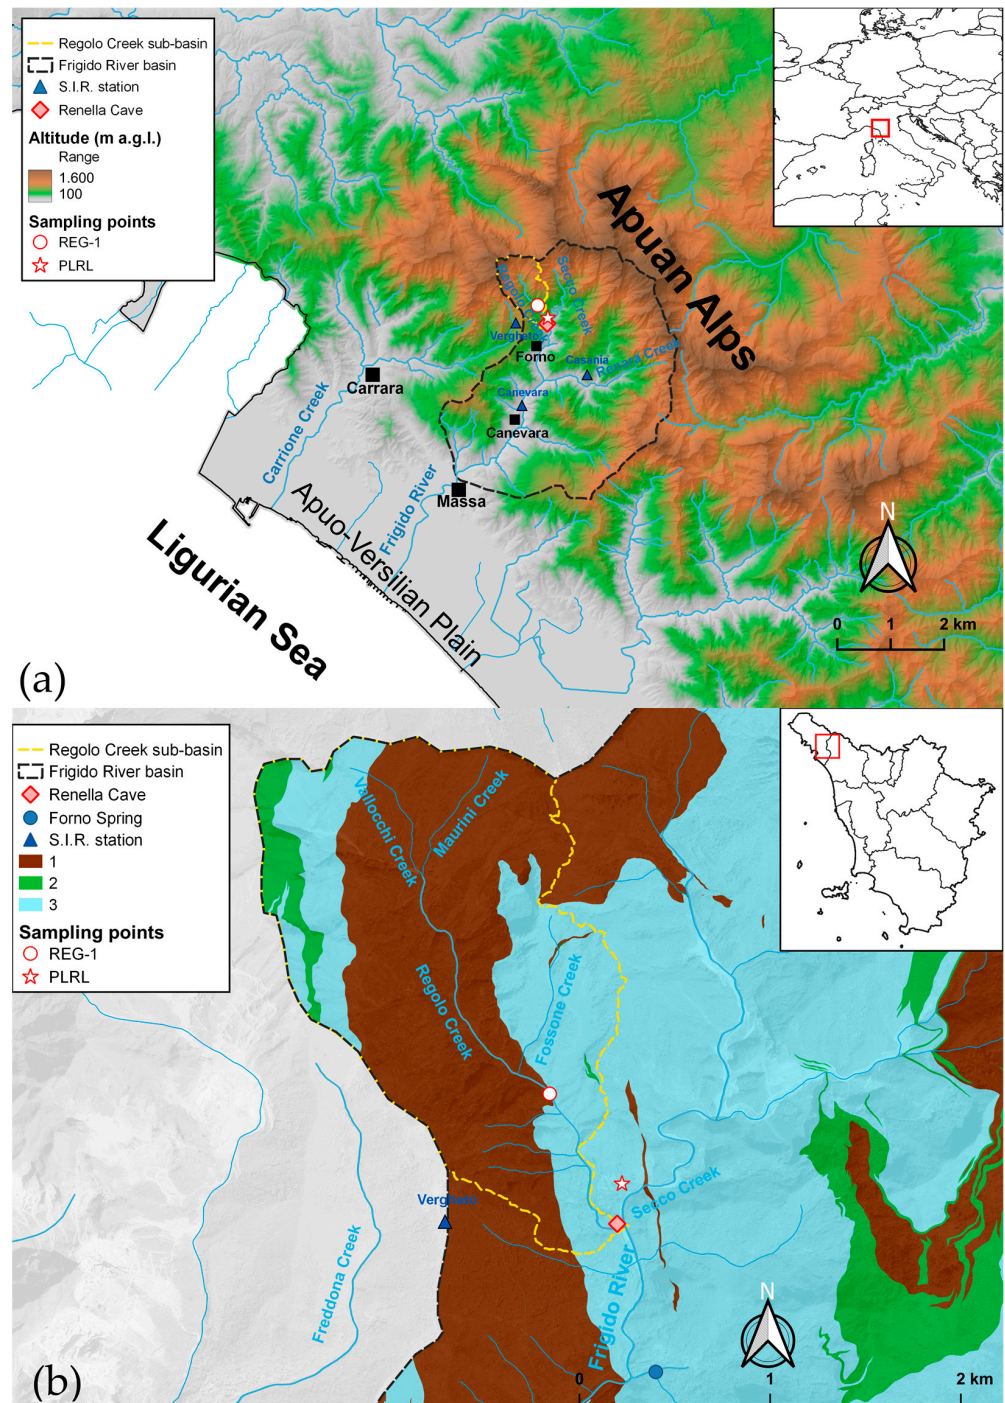 Regolo Creek sub-basin
Frigido River basin
S.I.R. station
Renella Cave
Altitude (m a.g.l.)
Range
1.600
100
Sampling points
REG-1
PLRL
Apuan Alps
Secco Creek
Vergheto
Forno
Casania
Renara Creek
Canevara
Canevara
Carrara
Carrione Creek
Massa
Frigido River
Apuo-Versilian Plain
Ligurian Sea
N
0 1 2 km
(a)
Regolo Creek sub-basin
Frigido River basin
Renella Cave
Forno Spring
S.I.R. station
1
2
3
Sampling points
REG-1
PLRL
Vallocchi Creek
Maurini Creek
Regolo Creek
Fossone Creek
Vergheto
Secco Creek
Freddona Creek
Frigido River
N
0 1 2 km
(b)